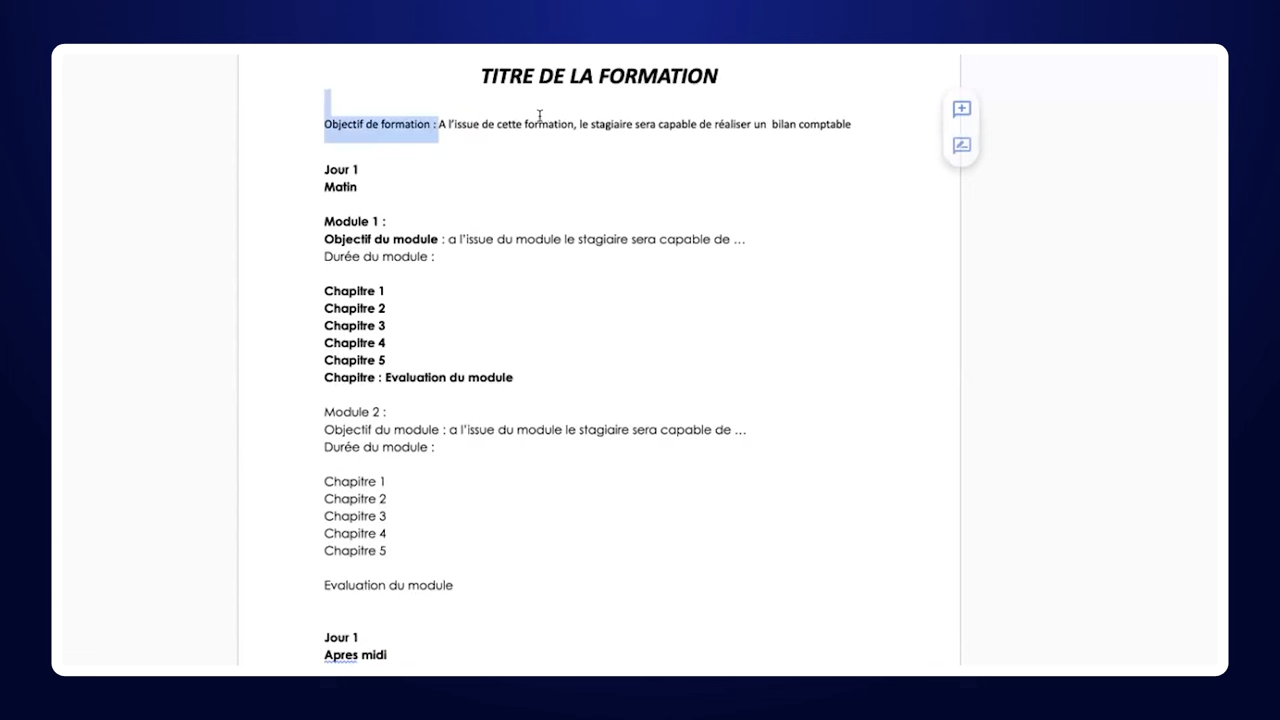 TITRE DE LA FORMATION
Objectif de formation : A l'issue de cette formation, le stagiaire sera capable de réaliser un  bilan comptable
Jour 1
Matin
Module 1 :
Objectif du module : a l'issue du module le stagiaire sera capable de …
Durée du module :
Chapitre 1
Chapitre 2
Chapitre 3
Chapitre 4
Chapitre 5
Chapitre : Evaluation du module
Module 2 :
Objectif du module : a l'issue du module le stagiaire sera capable de …
Durée du module :
Chapitre 1
Chapitre 2
Chapitre 3
Chapitre 4
Chapitre 5
Evaluation du module
Jour 1
Apres midi